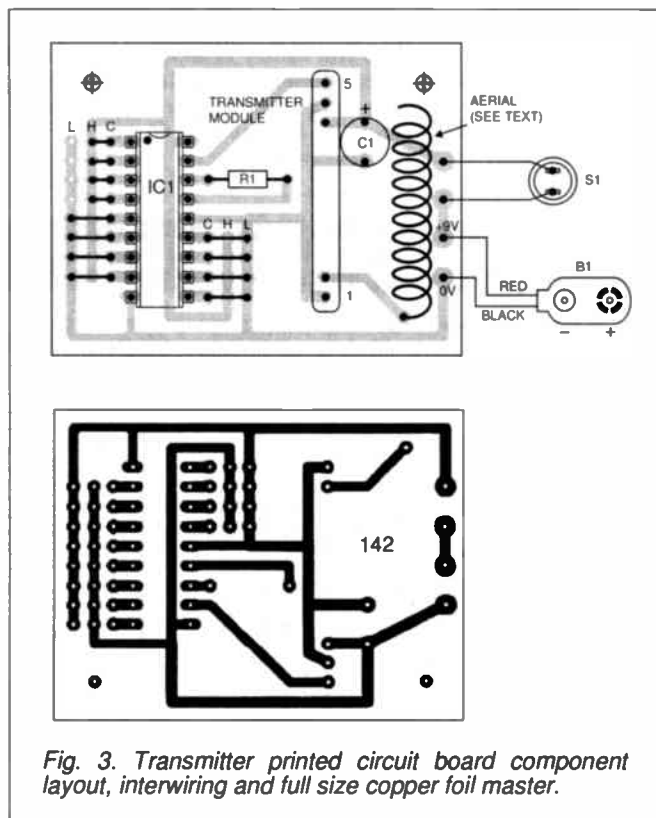 5
TRANSMITTER
MODULE
AERIAL
(SEE TEXT)
L H C
+
C1
IC1
R1
S1
C H L
+9V
B1
RED
1
0V
BLACK
- +
142
Fig. 3. Transmitter printed circuit board component
layout, interwiring and full size copper foil master.